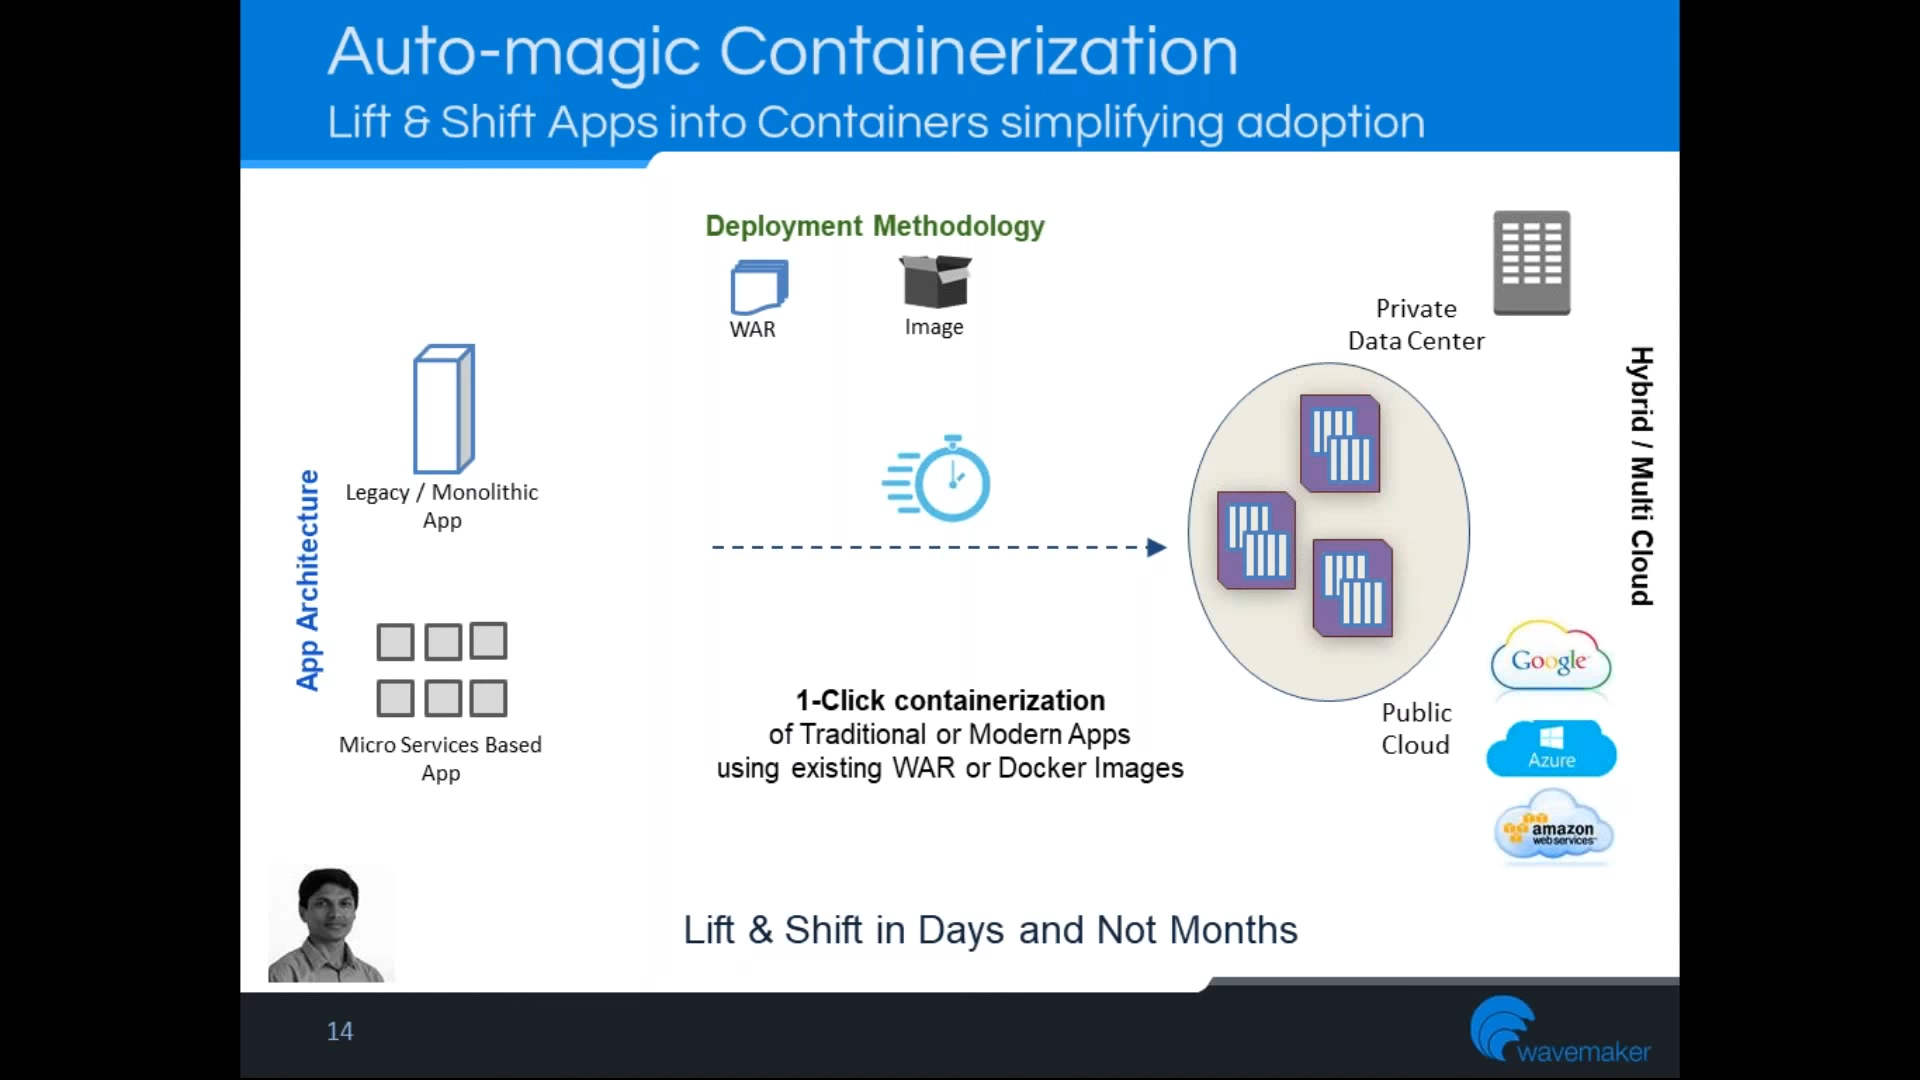 Auto-magic Containerization
Lift & Shift Apps into Containers simplifying adoption
Deployment Methodology
WAR
Image
Private
Data Center
Hybrid / Multi Cloud
App Architecture
Legacy / Monolithic
App
Micro Services Based
App
1-Click containerization
of Traditional or Modern Apps
using existing WAR or Docker Images
Public
Cloud
Google
Azure
amazon
web services
Lift & Shift in Days and Not Months
14
wavemaker